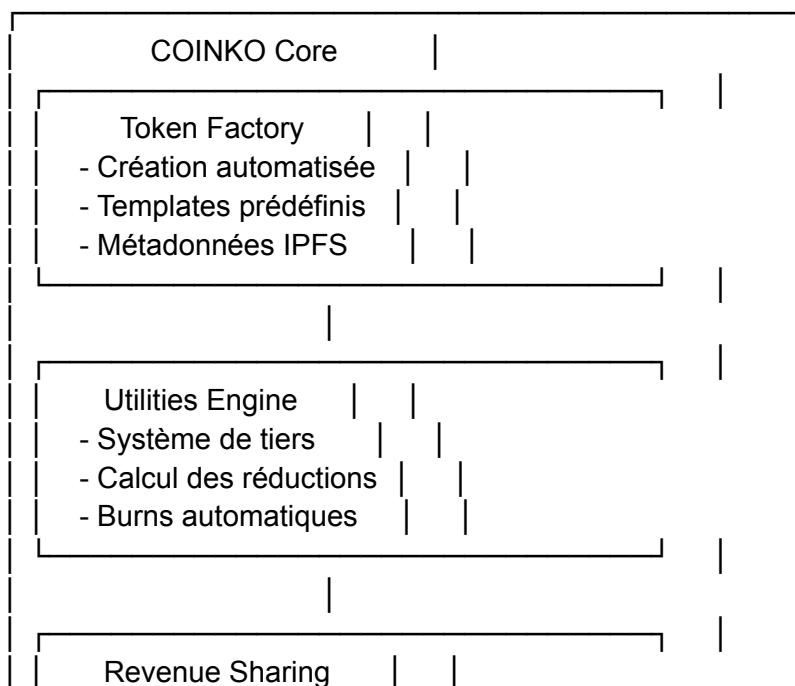 COINKO Core
Token Factory
- Création automatisée
- Templates prédéfinis
- Métadonnées IPFS
Utilities Engine
- Système de tiers
- Calcul des réductions
- Burns automatiques
Revenue Sharing